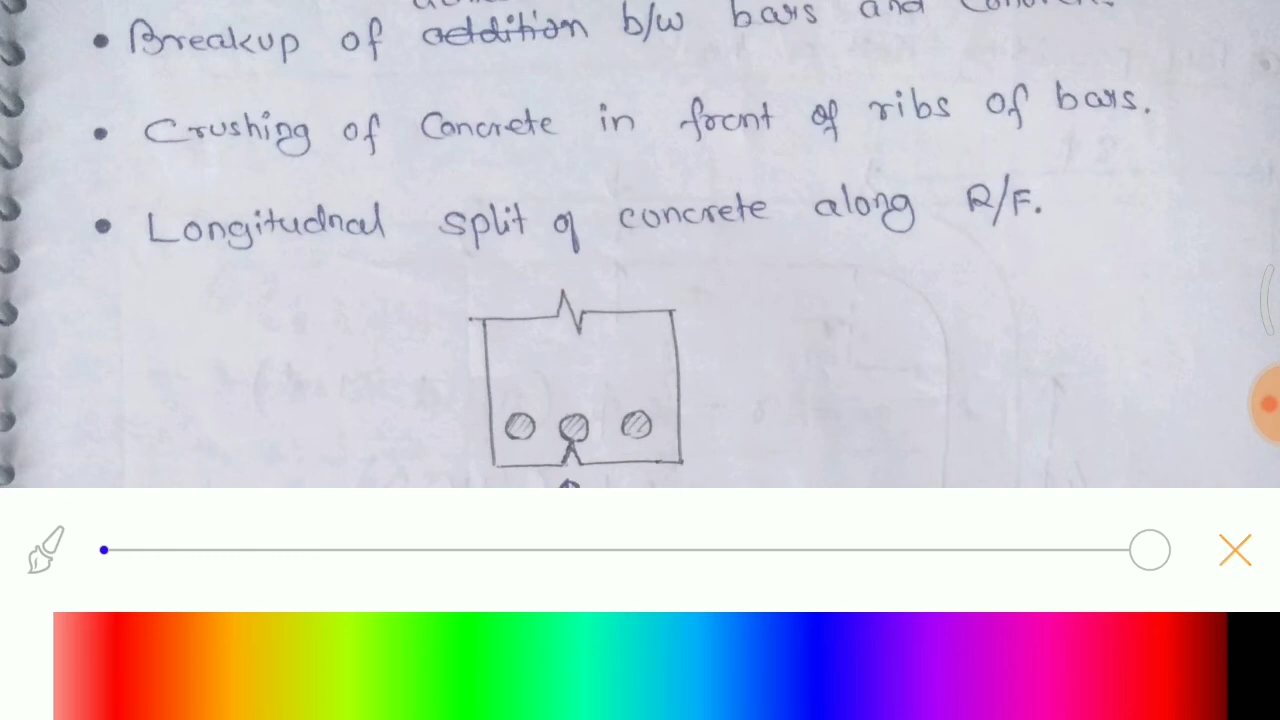 • Breakup of addition b/w bars and
• Crushing of Concrete in front of ribs of bars.
• Longitudnal split of concrete along R/F.